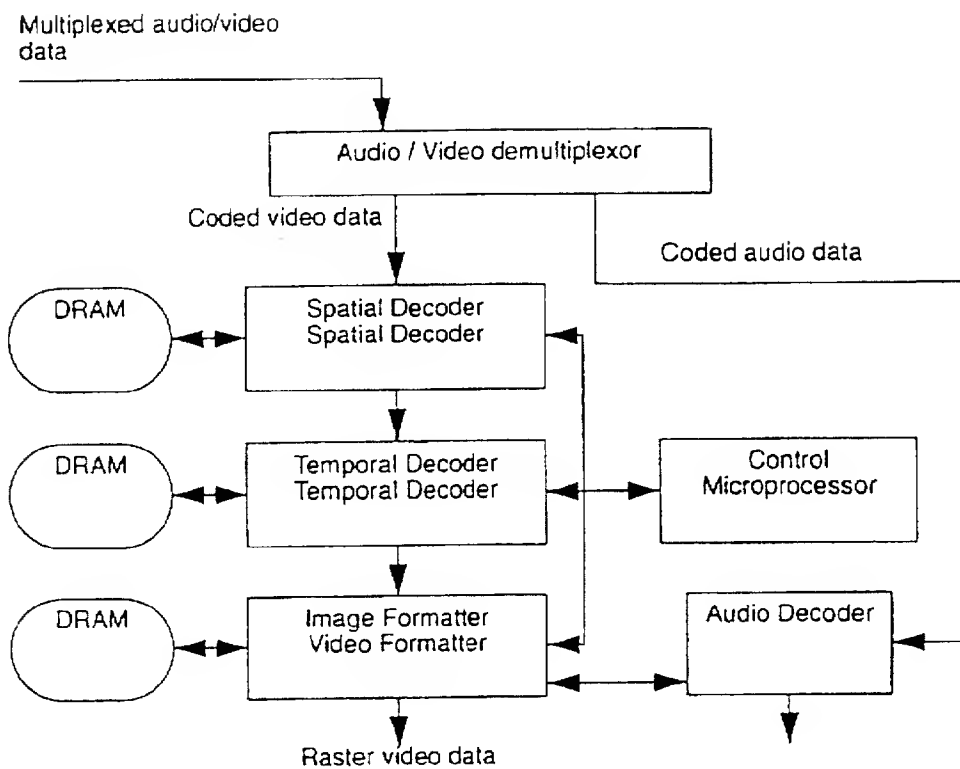 Multiplexed audio/video
data
Audio / Video demultiplexor
Coded video data
Coded audio data
DRAM
Spatial Decoder
Spatial Decoder
DRAM
Temporal Decoder
Temporal Decoder
Control
Microprocessor
DRAM
Image Formatter
Video Formatter
Audio Decoder
Raster video data